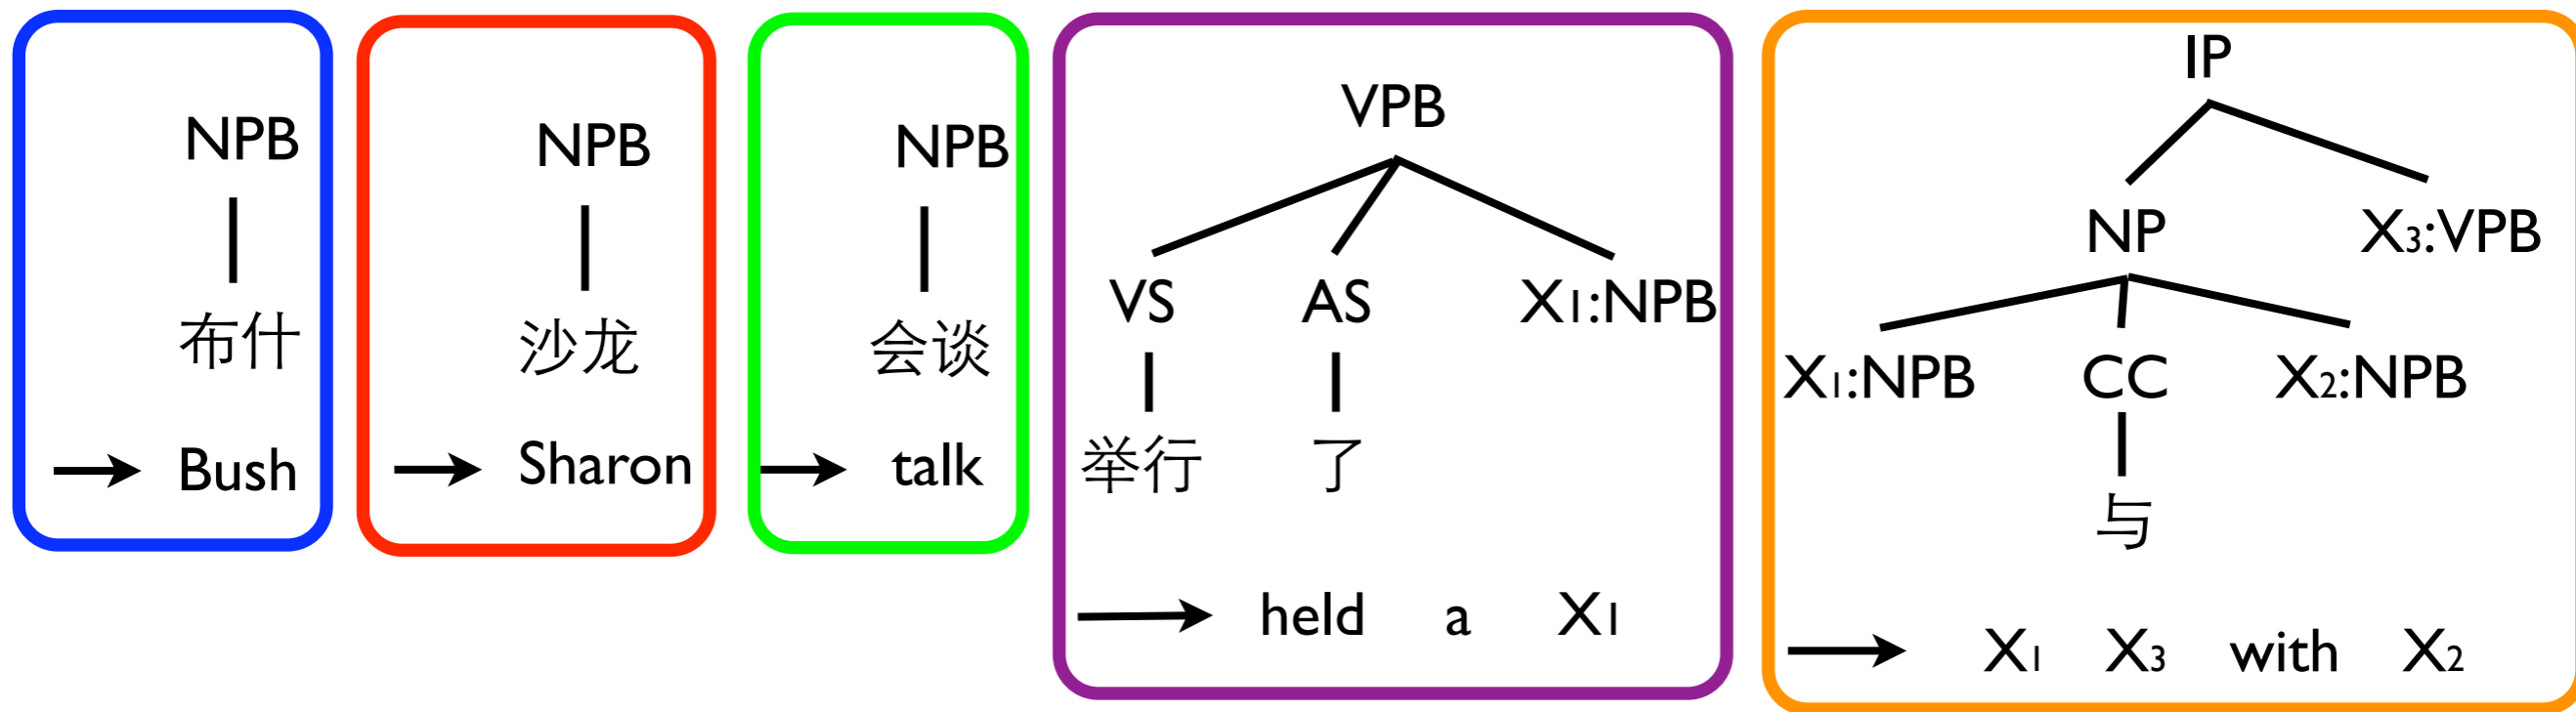 NPB
布什
→ Bush
NPB
沙龙
→ Sharon
NPB
会谈
→ talk
VPB
VS AS X1:NPB
举行 了
→ held a X1
IP
NP X3:VPB
X1:NPB CC X2:NPB
与
→ X1 X3 with X2